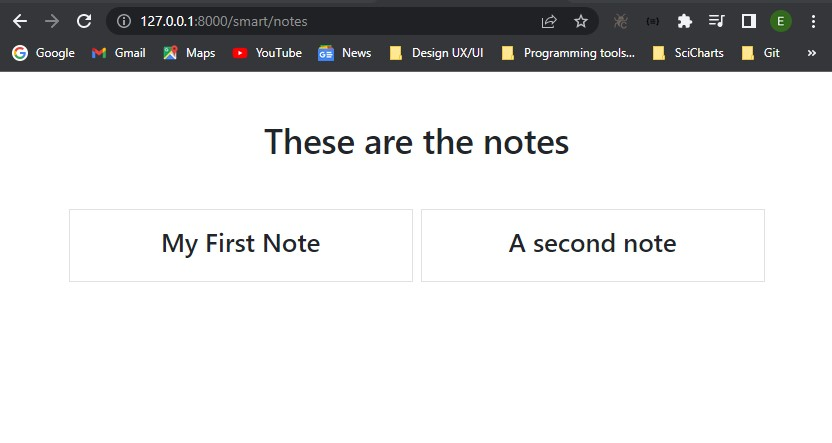 127.0.0.1:8000/smart/notes
E
Google Gmail Maps YouTube News Design UX/UI Programming tools... SciCharts Git »
These are the notes
My First Note A second note